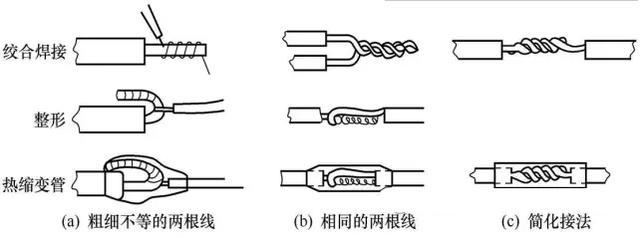 绞合焊接
整形
热缩变管
(a) 粗细不等的两根线
(b) 相同的两根线
(c) 简化接法